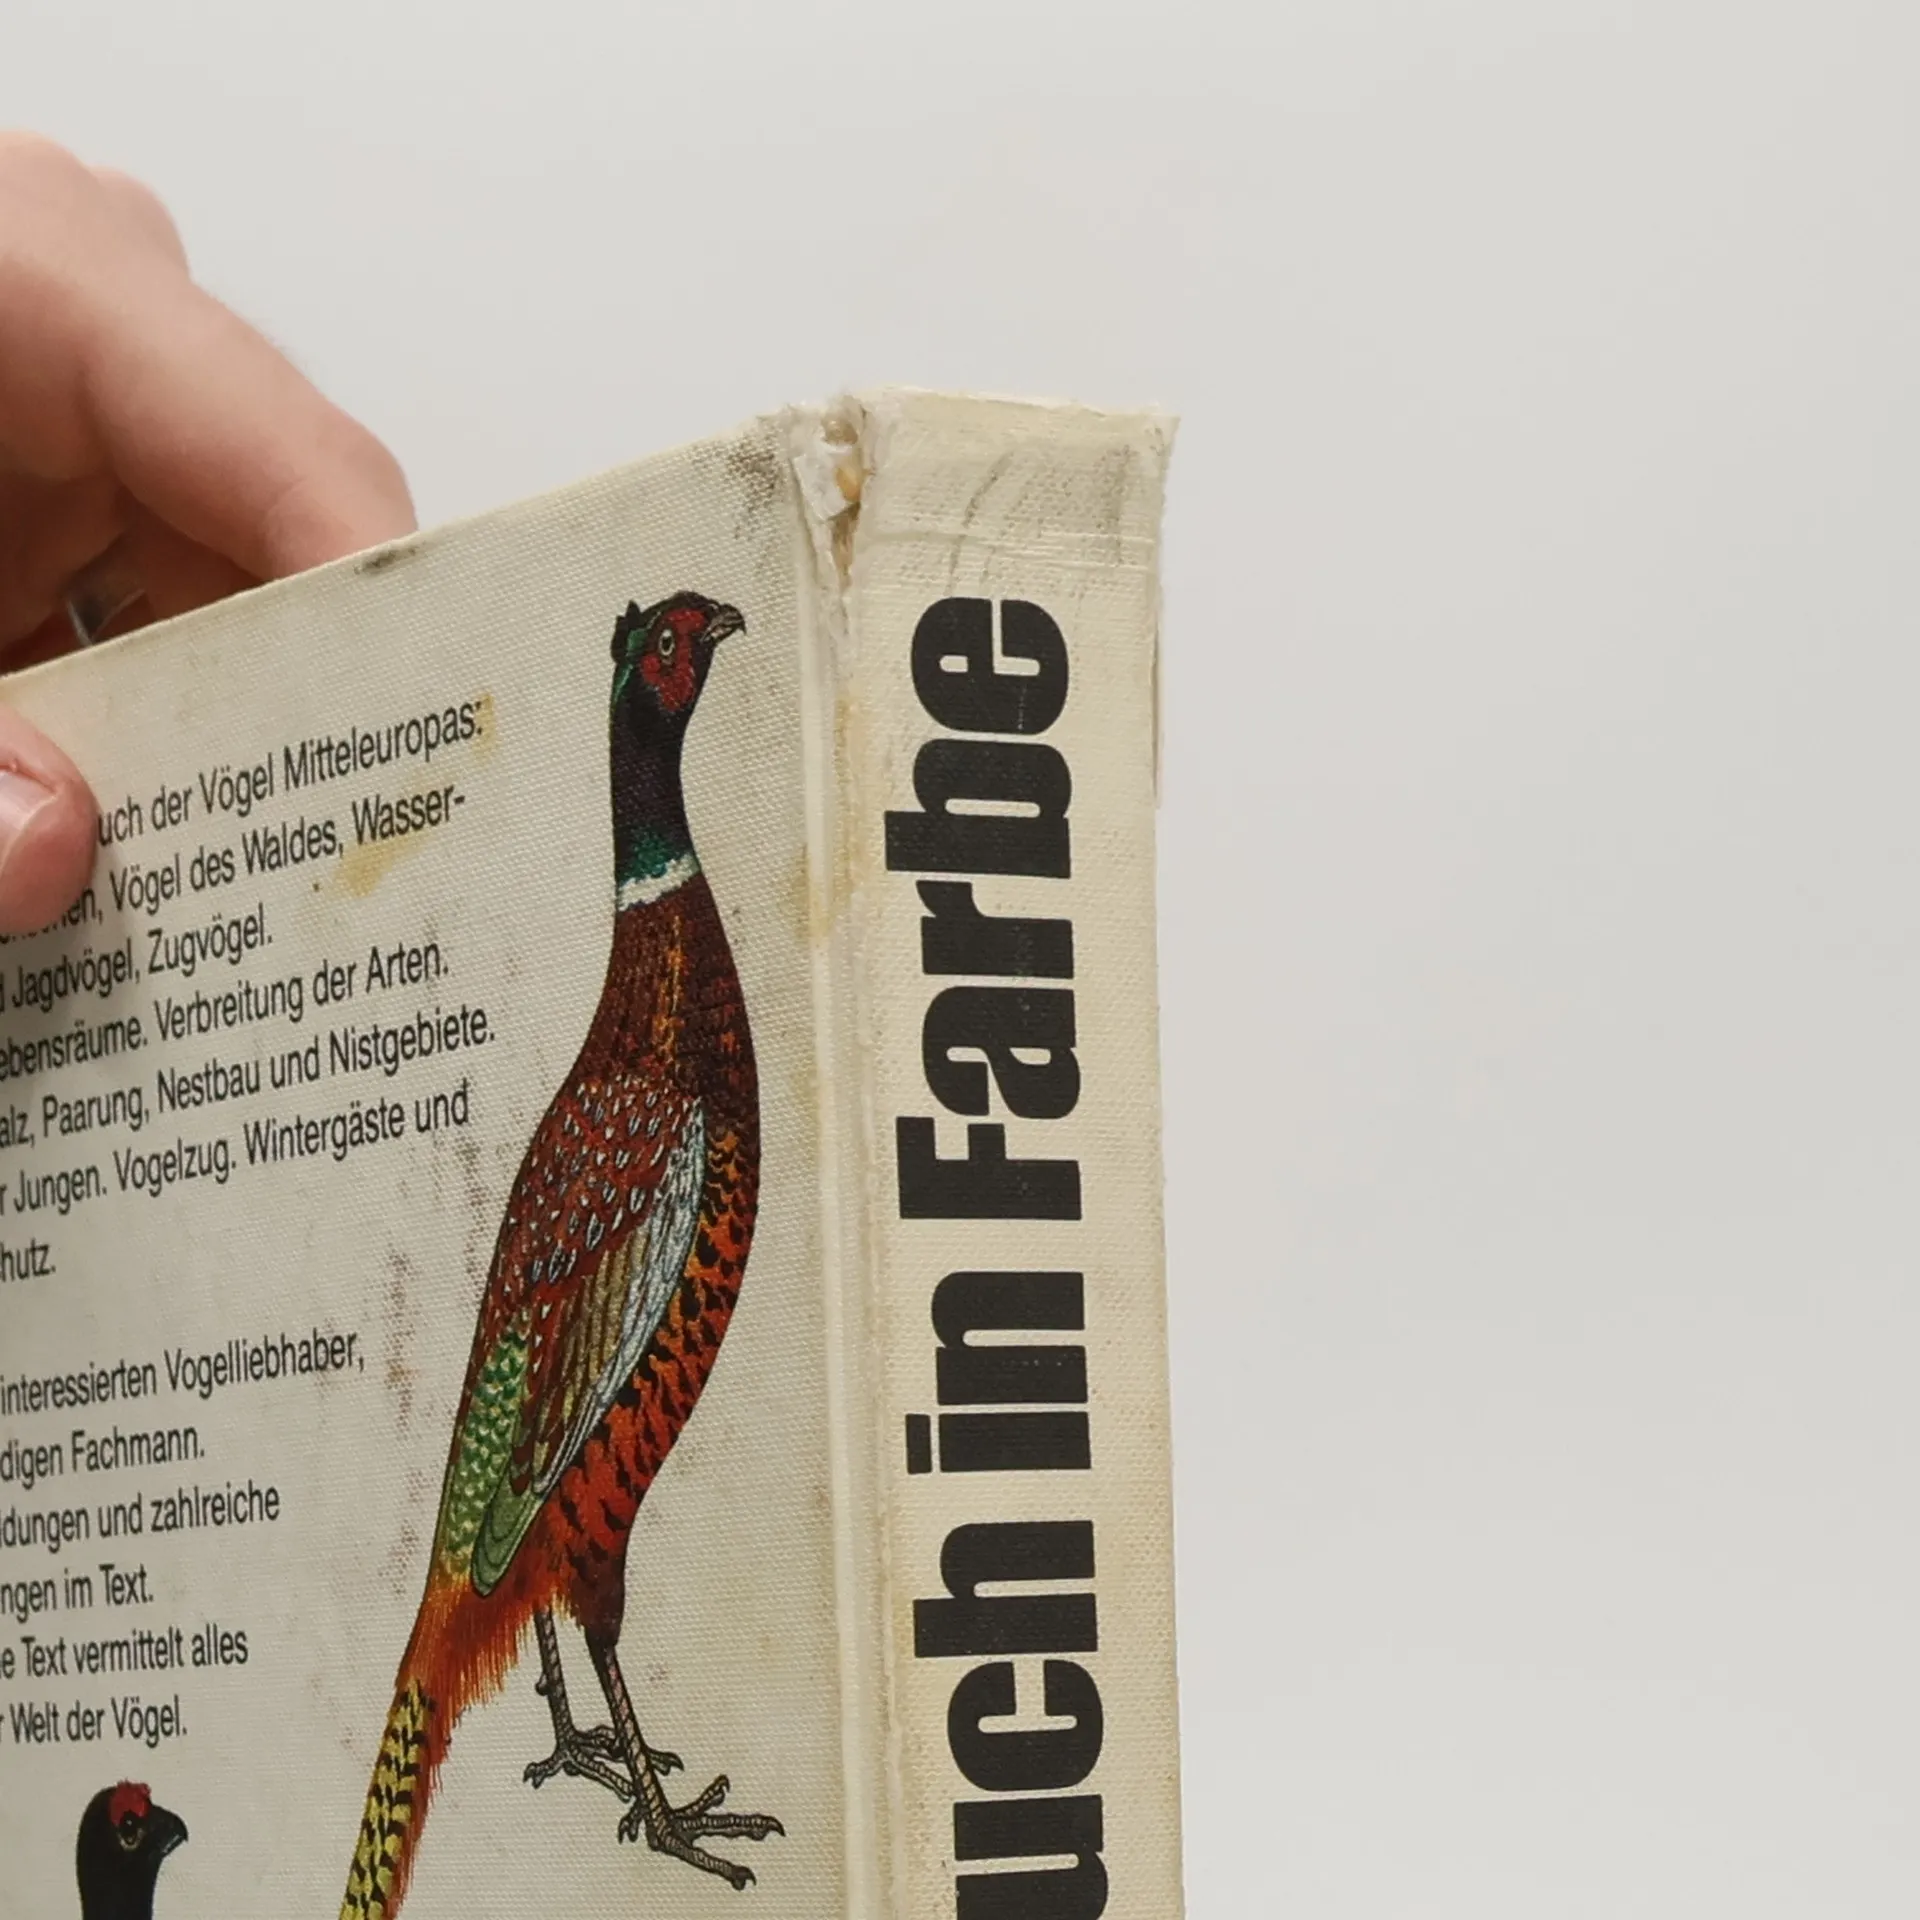 uch der Vögel Mitteleuropas:
Vögel des Waldes, Wasser-
Jagdvögel, Zugvögel.
ebensräume. Verbreitung der Arten.
alz, Paarung, Nestbau und Nistgebiete.
r Jungen. Vogelzug. Wintergäste und
hutz.
interessierten Vogelliebhaber,
digen Fachmann.
ldungen und zahlreiche
ngen im Text.
e Text vermittelt alles
r Welt der Vögel.
uch in Farbe